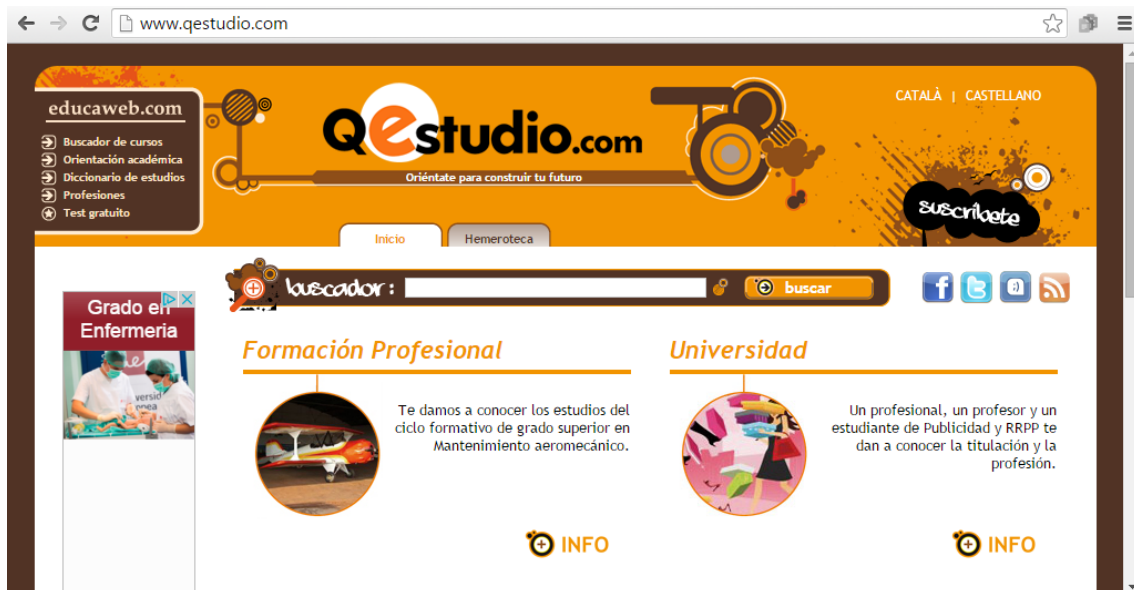 www.qestudio.com
educaweb.com
Buscador de cursos
Orientación académica
Diccionario de estudios
Profesiones
Test gratuito
QEstudio.com
Oriéntate para construir tu futuro
CATALÀ | CASTELLANO
suscríbete
Inicio
Hemeroteca
buscador:
buscar
Grado en
Enfermeria
Formación Profesional
Te damos a conocer los estudios del
ciclo formativo de grado superior en
Mantenimiento aeromecánico.
INFO
Universidad
Un profesional, un profesor y un
estudiante de Publicidad y RRPP te
dan a conocer la titulación y la
profesión.
INFO